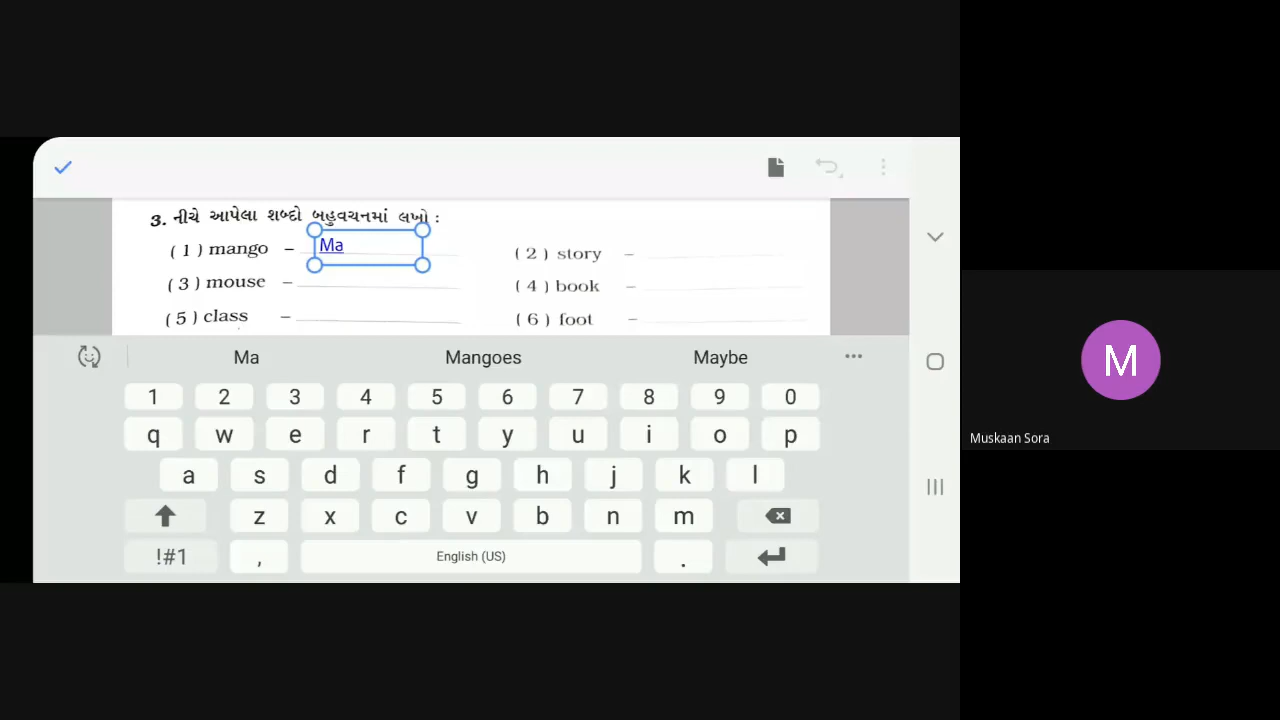 3. નીચે આપેલા શબ્દો બહુવચનમાં લખો :
( 1 ) mango – Ma
( 2 ) story –
( 3 ) mouse –
( 4 ) book –
( 5 ) class –
( 6 ) foot –
Ma Mangoes Maybe
1 2 3 4 5 6 7 8 9 0
q w e r t y u i o p
a s d f g h j k l
z x c v b n m
!#1 , English (US) .
M
Muskaan Sora